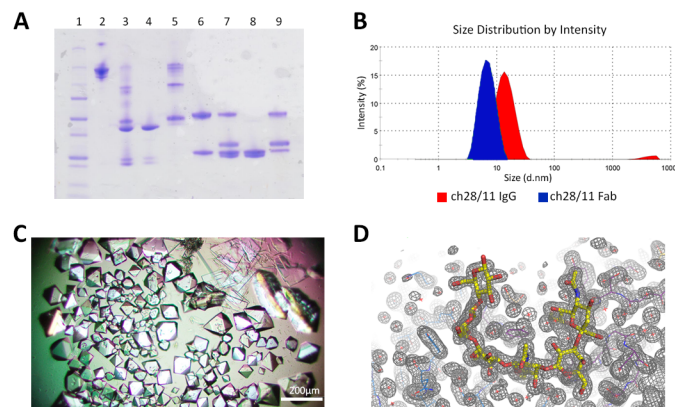 A
1 2 3 4 5 6 7 8 9
B
Size Distribution by Intensity
Intensity (%)
20
15
10
5
0
0.1 1 10 100 1000 1000
Size (d.nm)
ch28/11 IgG ch28/11 Fab
C
200μm
D